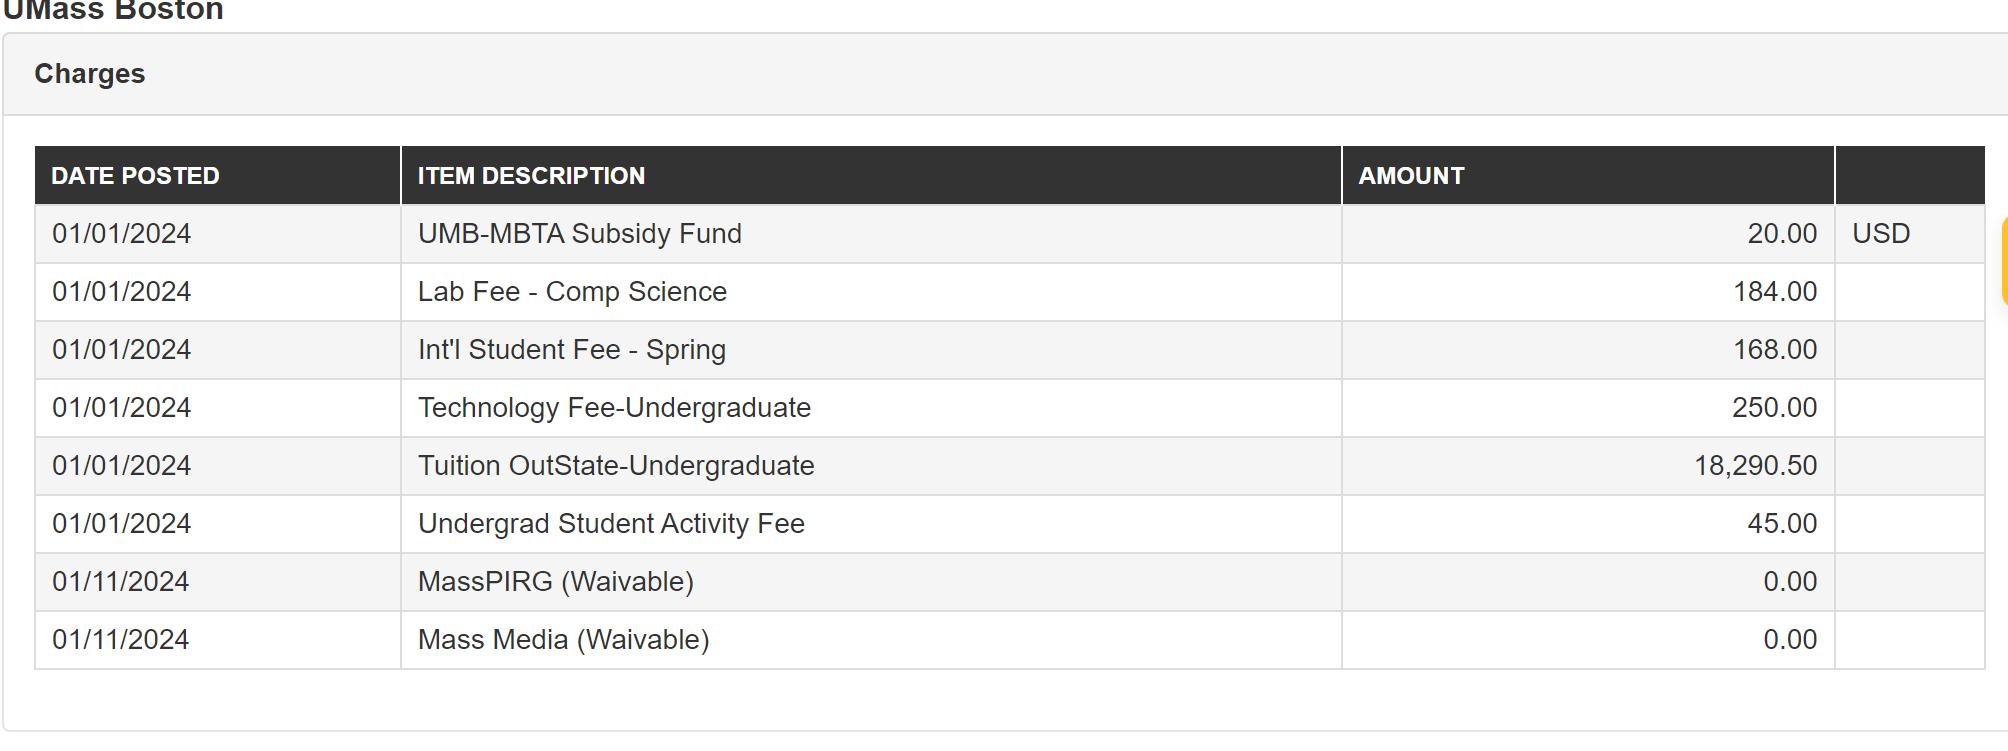 UMass Boston
Charges
DATE POSTED ITEM DESCRIPTION AMOUNT
01/01/2024 UMB-MBTA Subsidy Fund 20.00 USD
01/01/2024 Lab Fee - Comp Science 184.00
01/01/2024 Int'l Student Fee - Spring 168.00
01/01/2024 Technology Fee-Undergraduate 250.00
01/01/2024 Tuition OutState-Undergraduate 18,290.50
01/01/2024 Undergrad Student Activity Fee 45.00
01/11/2024 MassPIRG (Waivable) 0.00
01/11/2024 Mass Media (Waivable) 0.00